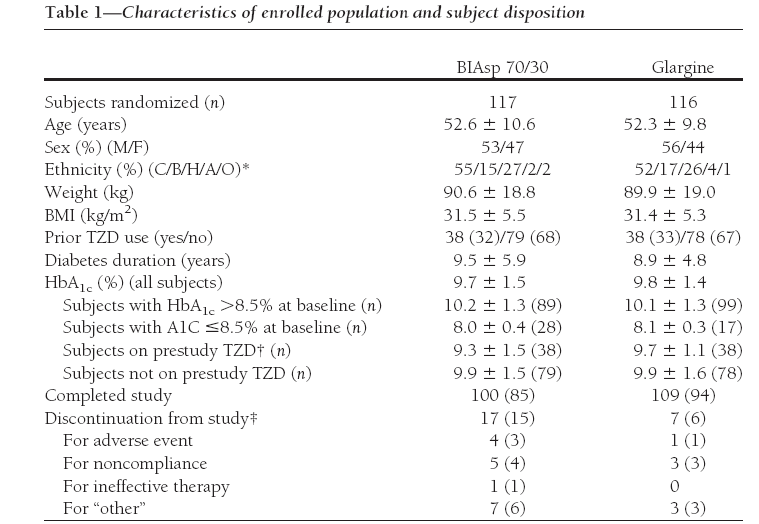 Table 1—Characteristics of enrolled population and subject disposition
BIAsp 70/30 Glargine
Subjects randomized (n) 117 116
Age (years) 52.6 ± 10.6 52.3 ± 9.8
Sex (%) (M/F) 53/47 56/44
Ethnicity (%) (C/B/H/A/O)* 55/15/27/2/2 52/17/26/4/1
Weight (kg) 90.6 ± 18.8 89.9 ± 19.0
BMI (kg/m²) 31.5 ± 5.5 31.4 ± 5.3
Prior TZD use (yes/no) 38 (32)/79 (68) 38 (33)/78 (67)
Diabetes duration (years) 9.5 ± 5.9 8.9 ± 4.8
HbA1c (%) (all subjects) 9.7 ± 1.5 9.8 ± 1.4
Subjects with HbA1c >8.5% at baseline (n) 10.2 ± 1.3 (89) 10.1 ± 1.3 (99)
Subjects with A1C ≤8.5% at baseline (n) 8.0 ± 0.4 (28) 8.1 ± 0.3 (17)
Subjects on prestudy TZD† (n) 9.3 ± 1.5 (38) 9.7 ± 1.1 (38)
Subjects not on prestudy TZD (n) 9.9 ± 1.5 (79) 9.9 ± 1.6 (78)
Completed study 100 (85) 109 (94)
Discontinuation from study‡ 17 (15) 7 (6)
For adverse event 4 (3) 1 (1)
For noncompliance 5 (4) 3 (3)
For ineffective therapy 1 (1) 0
For “other” 7 (6) 3 (3)